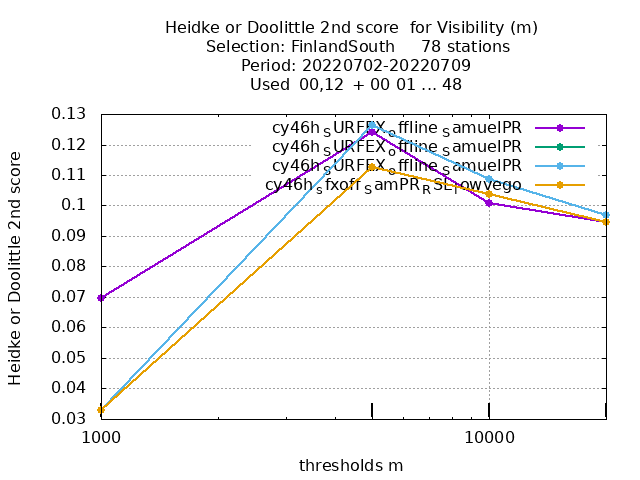 Heidke or Doolittle 2nd score  for Visibility (m)
Selection: FinlandSouth     78 stations
Period: 20220702-20220709
Used  00,12  + 00 01 ... 48
0.13
0.12
0.11
0.1
0.09
0.08
0.07
0.06
0.05
0.04
0.03
Heidke or Doolittle 2nd score
cy46h_SURFEX_offline_SamuelPR
cy46h_SURFEX_offline_SamuelPR
cy46h_SURFEX_offline_SamuelPR
cy46h_sfxoff_SamPR_RSL_lowvego
1000
10000
thresholds m